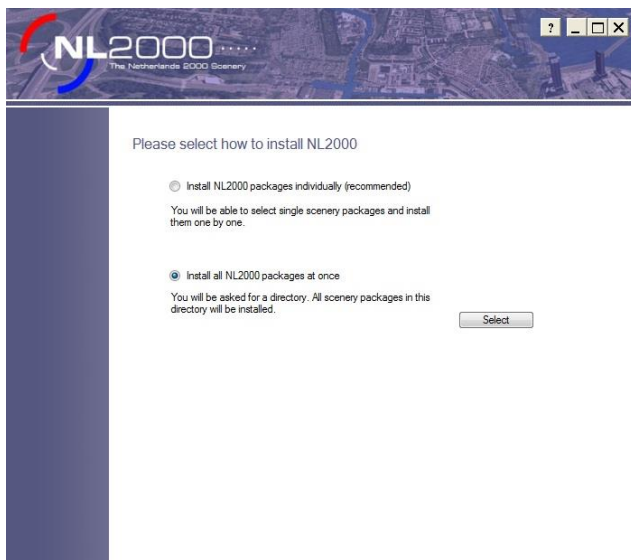 NL2000
The Netherlands 2000 Scenery
?
Please select how to install NL2000
Install NL2000 packages individually (recommended)
You will be able to select single scenery packages and install
them one by one.
Install all NL2000 packages at once
You will be asked for a directory. All scenery packages in this
directory will be installed.
Select